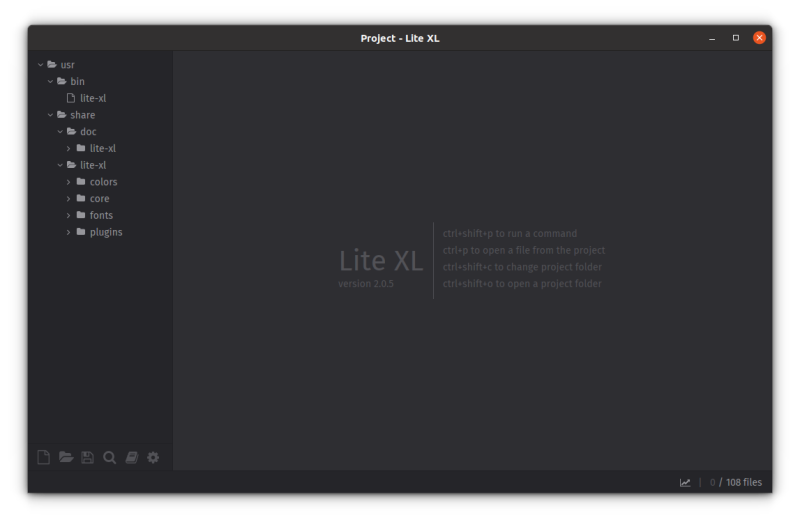 Project - Lite XL
usr
bin
lite-xl
share
doc
lite-xl
lite-xl
colors
core
fonts
plugins
Lite XL
version 2.0.5
ctrl+shift+p to run a command
ctrl+p to open a file from the project
ctrl+shift+c to change project folder
ctrl+shift+o to open a project folder
0 / 108 files